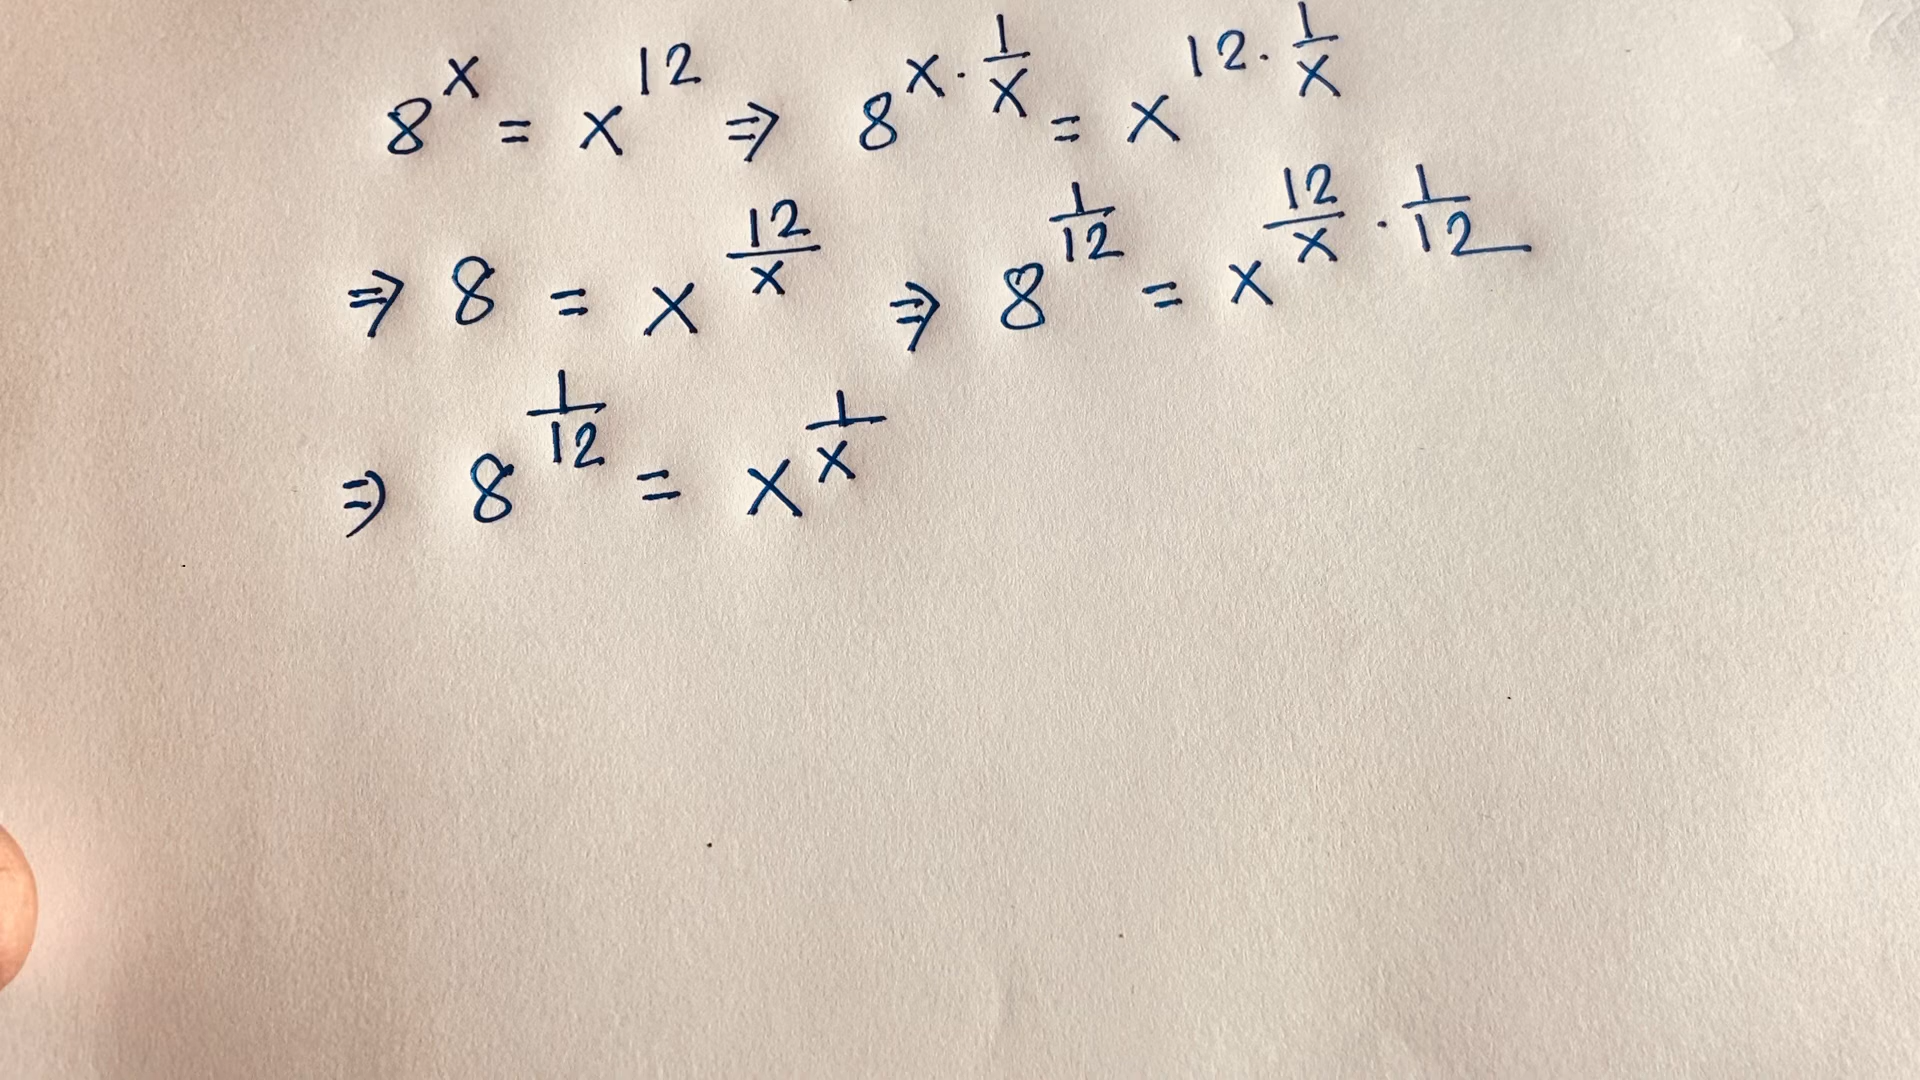 8^x = x^12 ⇒ 8^(x · 1/x) = x^(12 · 1/x)
⇒ 8 = x^(12/x) ⇒ 8^(1/12) = x^(12/x · 1/12)
⇒ 8^(1/12) = x^(1/x)